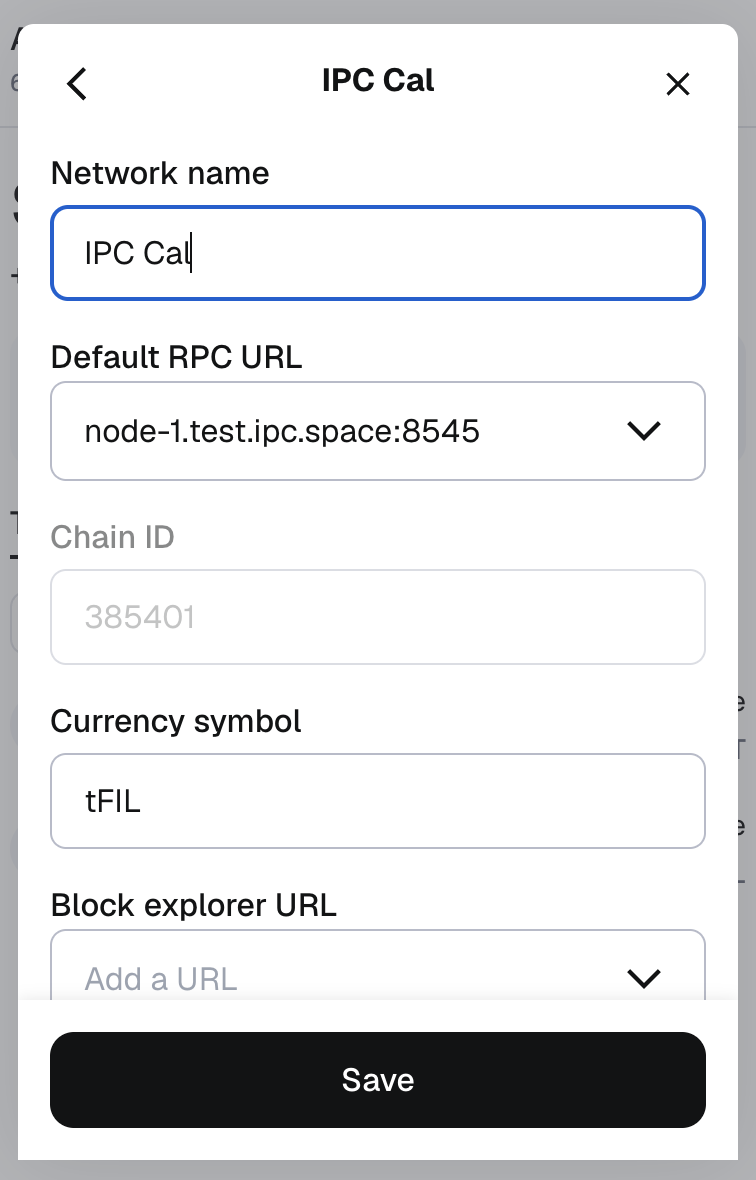 IPC Cal
Network name
IPC Cal
Default RPC URL
node-1.test.ipc.space:8545
Chain ID
385401
Currency symbol
tFIL
Block explorer URL
Add a URL
Save